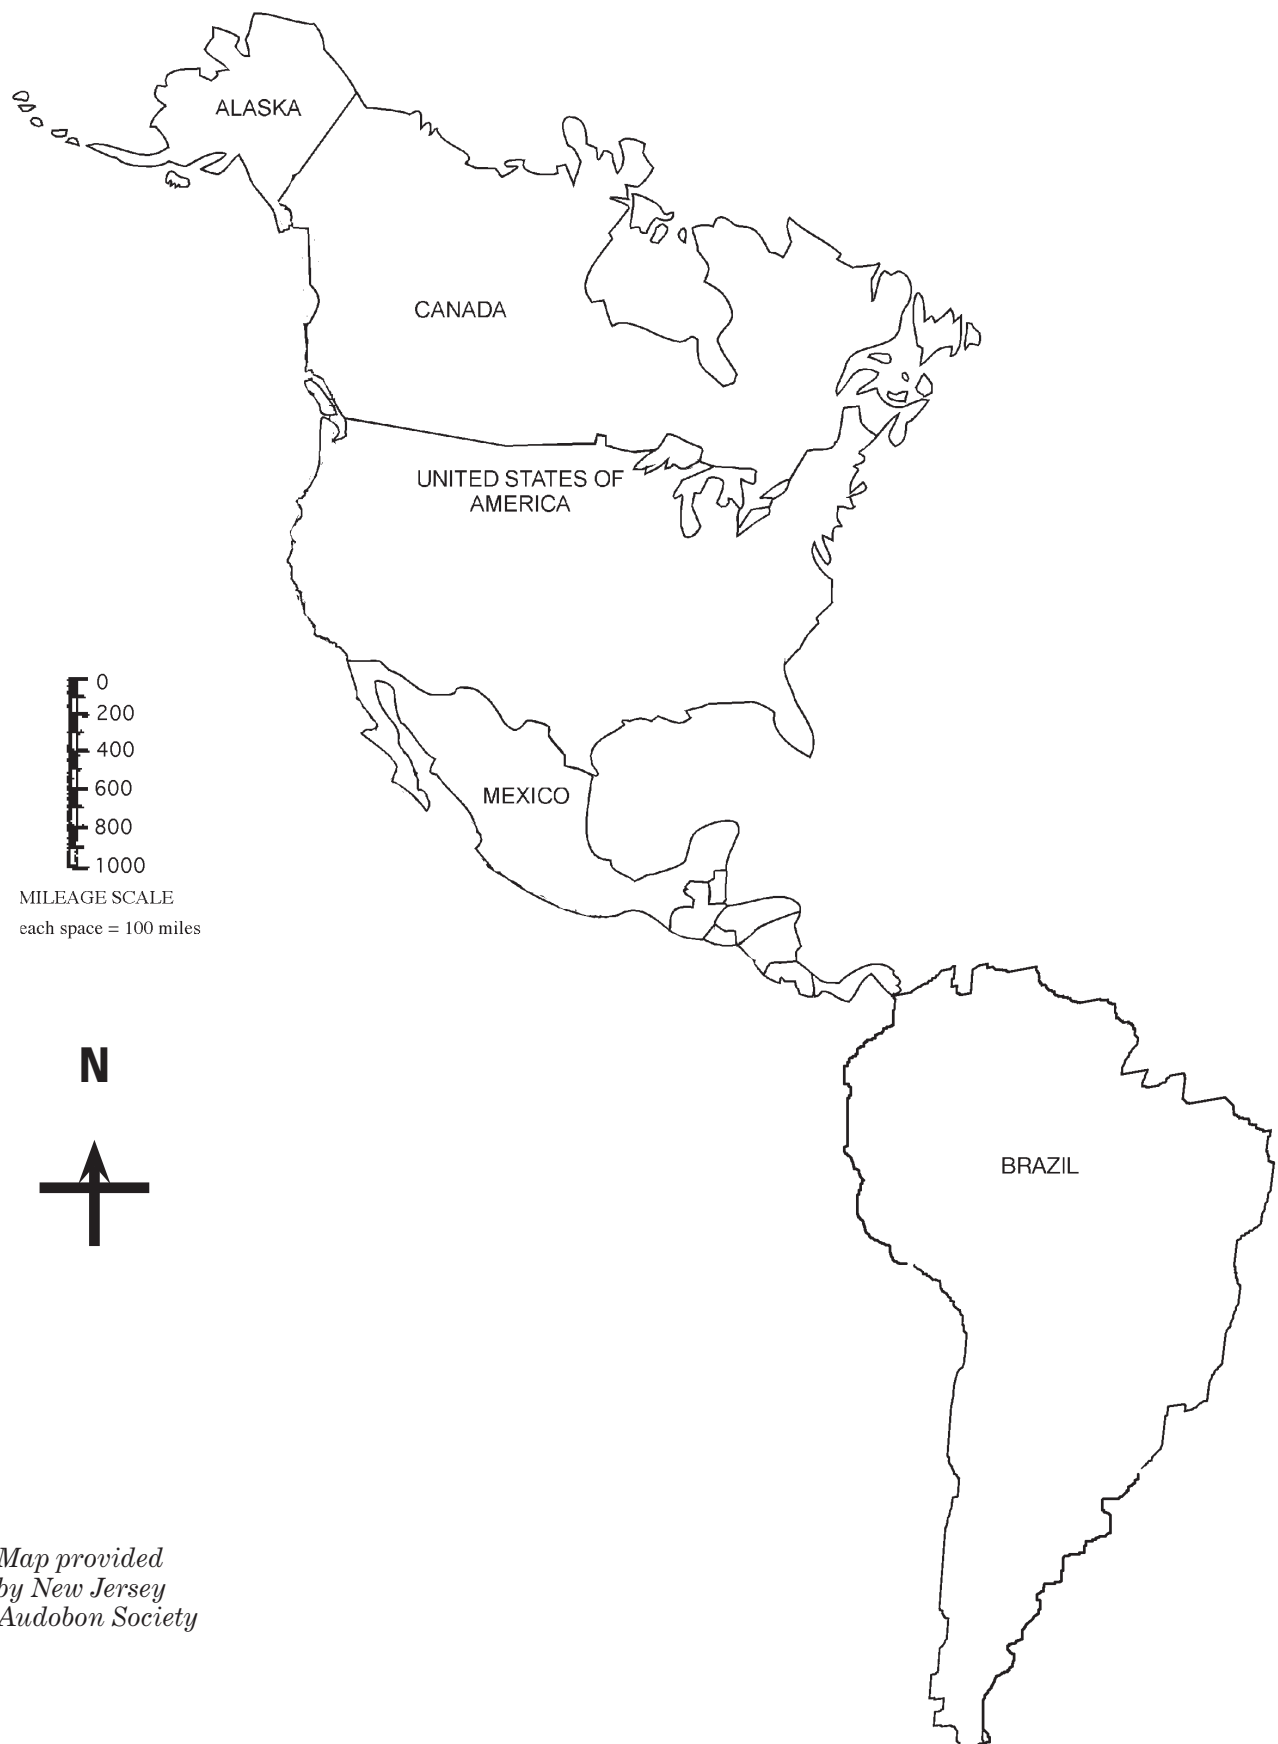 ALASKA
CANADA
UNITED STATES OF
AMERICA
0
200
400
600
800
1000
MILEAGE SCALE
each space = 100 miles
MEXICO
N
BRAZIL
Map provided
by New Jersey
Audobon Society